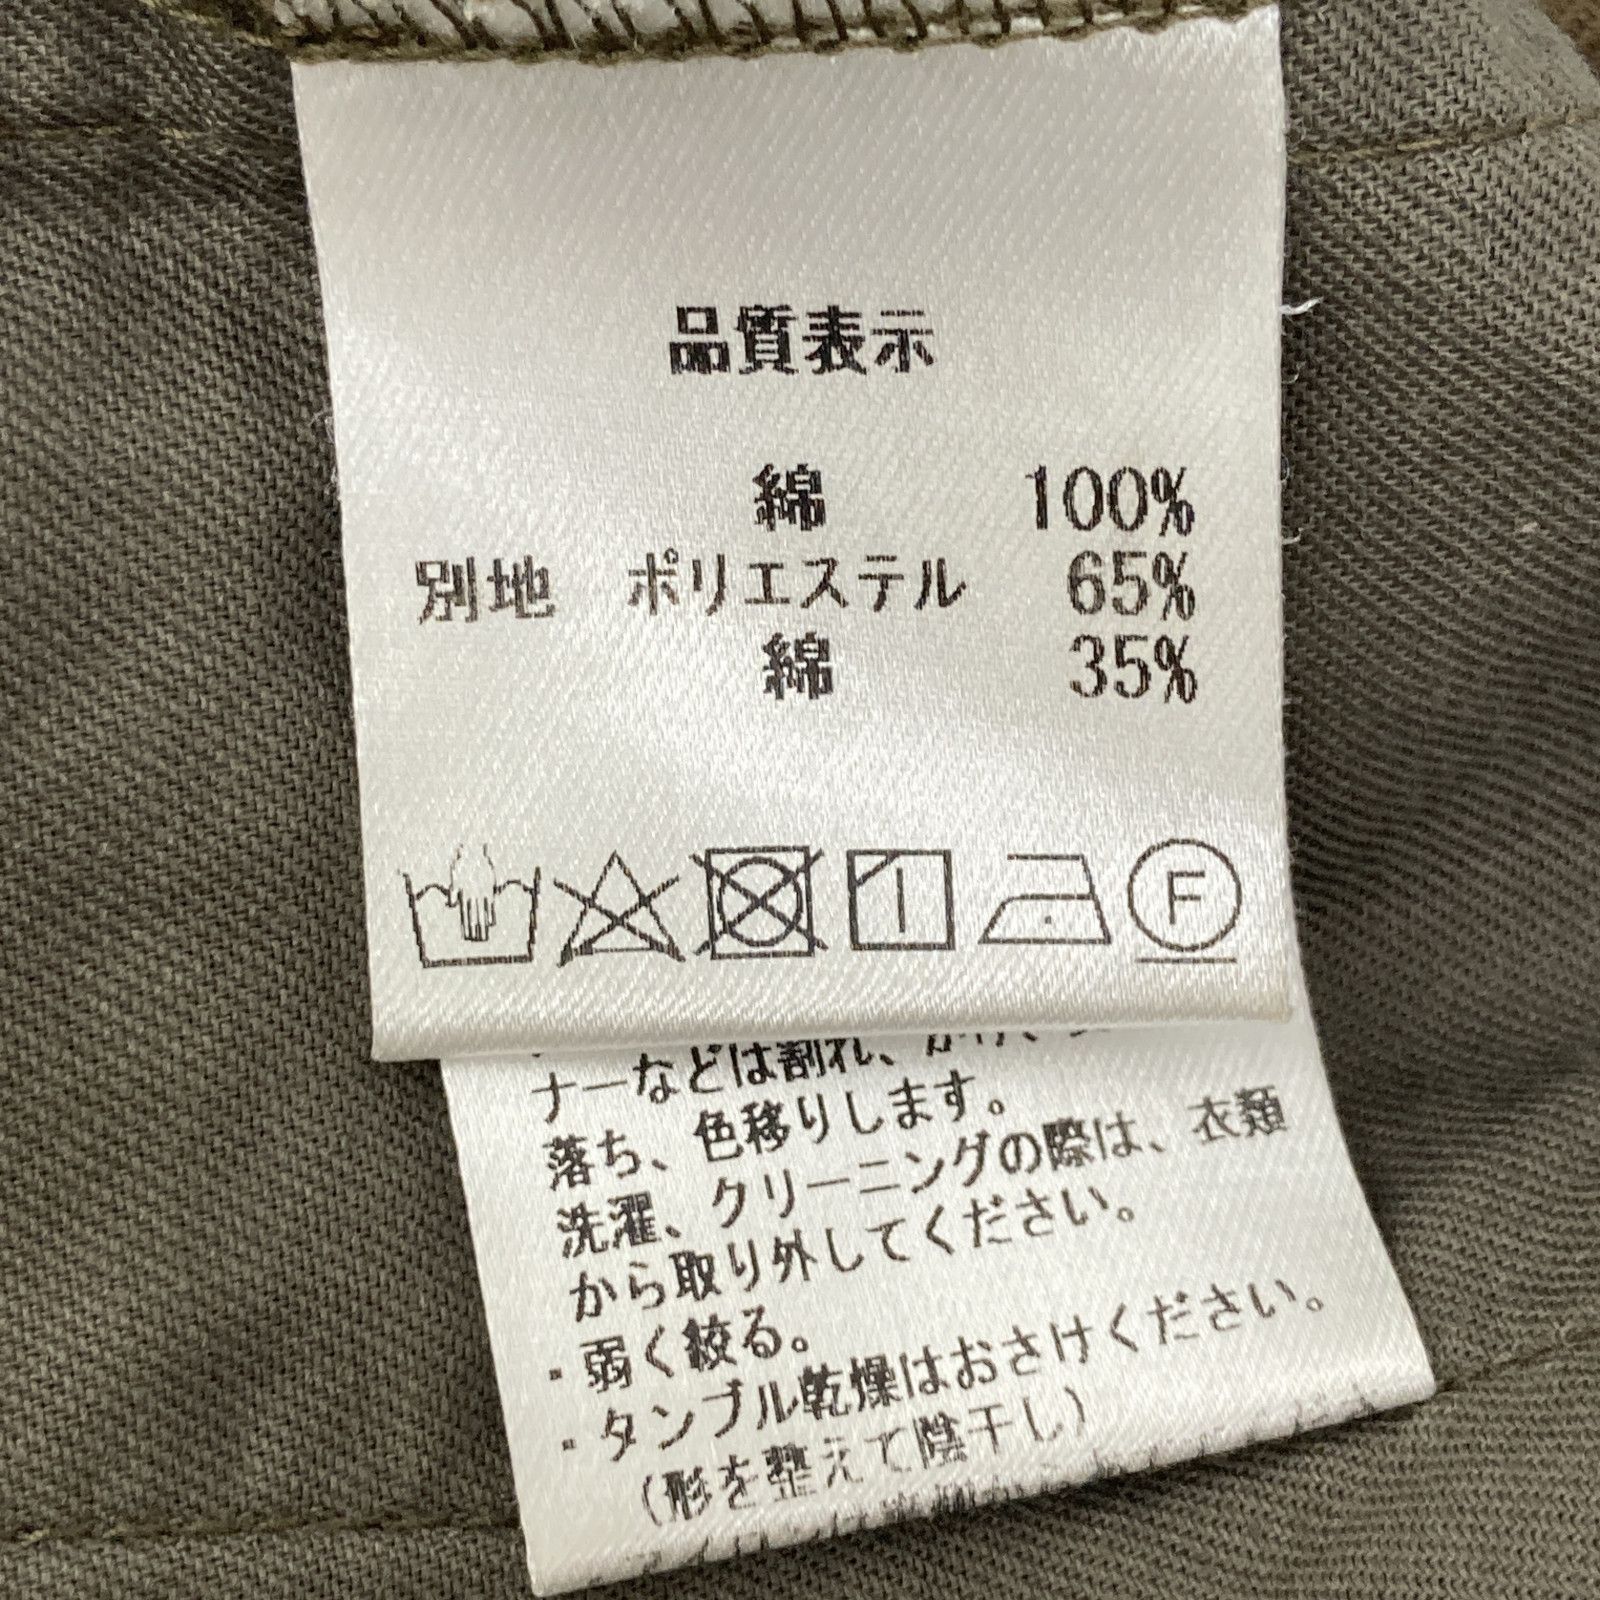 品質表示
綿 100%
別地 ポリエステル 65%
綿 35%
F
ナーなどは割れ、かけ、
落ち、色移りします。
洗濯、クリーニングの際は、衣類
から取り外してください。
・弱く絞る。
・タンブル乾燥はおさけください。
(形を整えて陰干し)